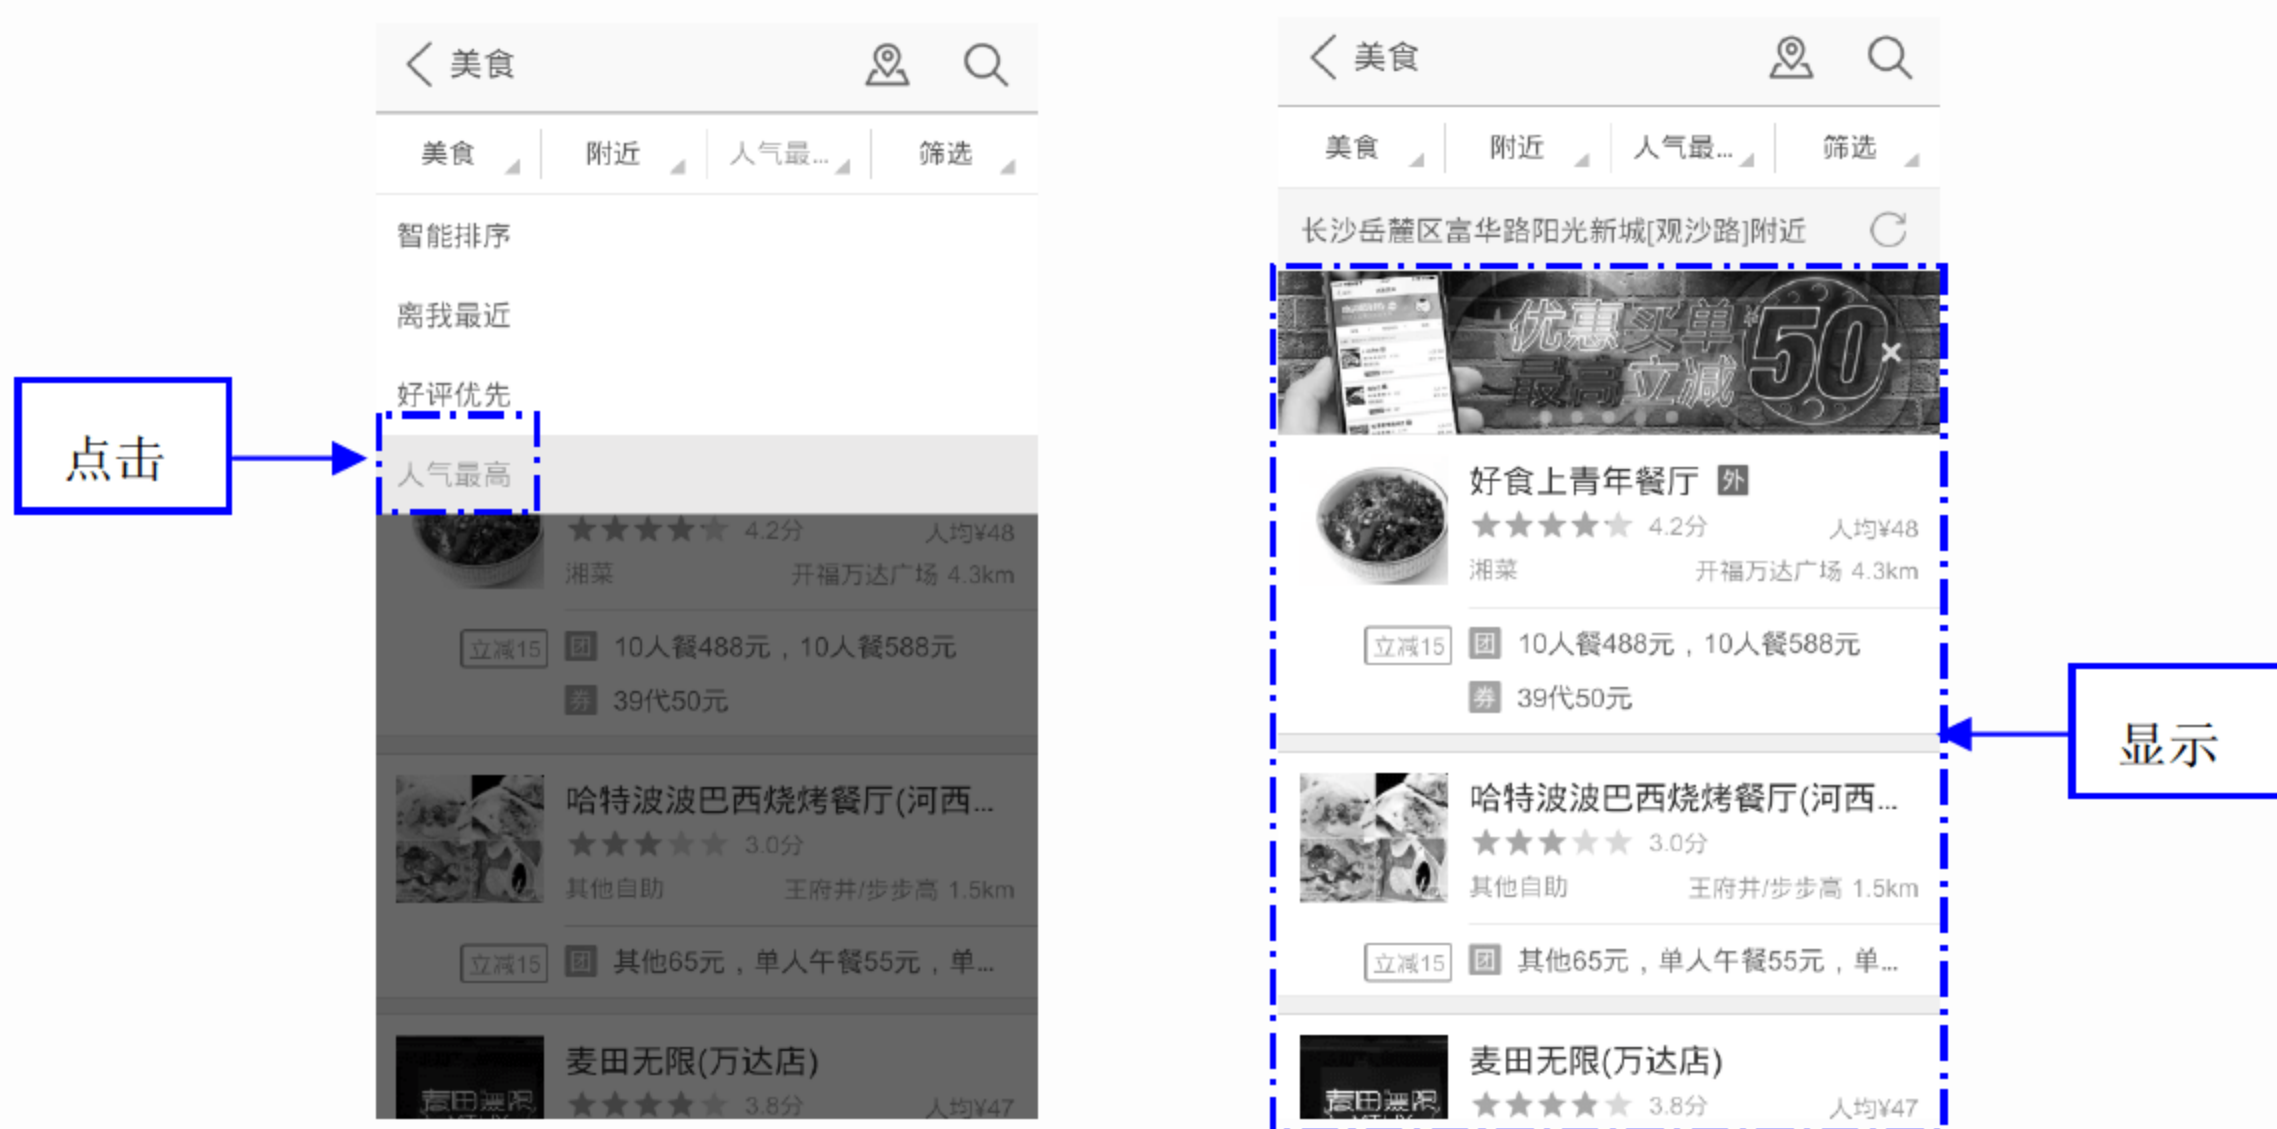 美食
美食 附近 人气最... 筛选
智能排序
离我最近
好评优先
点击
人气最高
4.2分 人均¥48
湘菜 开福万达广场 4.3km
立减15 团 10人餐488元，10人餐588元
券 39代50元
哈特波波巴西烧烤餐厅(河西...
3.0分
其他自助 王府井/步步高 1.5km
立减15 团 其他65元，单人午餐55元，单...
麦田无限(万达店)
麦田無限
3.8分 人均¥47
美食
美食 附近 人气最... 筛选
长沙岳麓区富华路阳光新城[观沙路]附近
优惠买单
最高立减 ¥50
好食上青年餐厅 外
4.2分 人均¥48
湘菜 开福万达广场 4.3km
立减15 团 10人餐488元，10人餐588元
券 39代50元
显示
哈特波波巴西烧烤餐厅(河西...
3.0分
其他自助 王府井/步步高 1.5km
立减15 团 其他65元，单人午餐55元，单...
麦田无限(万达店)
麦田無限
3.8分 人均¥47